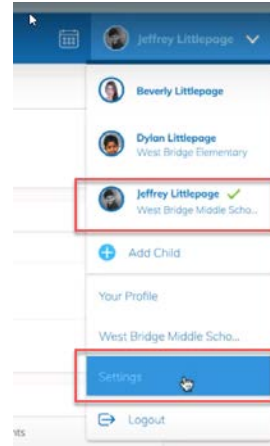 Jeffrey Littlepage
Beverly Littlepage
Dylan Littlepage
West Bridge Elementary
Jeffrey Littlepage
West Bridge Middle Scho...
Add Child
Your Profile
West Bridge Middle Scho...
Settings
Logout
nts